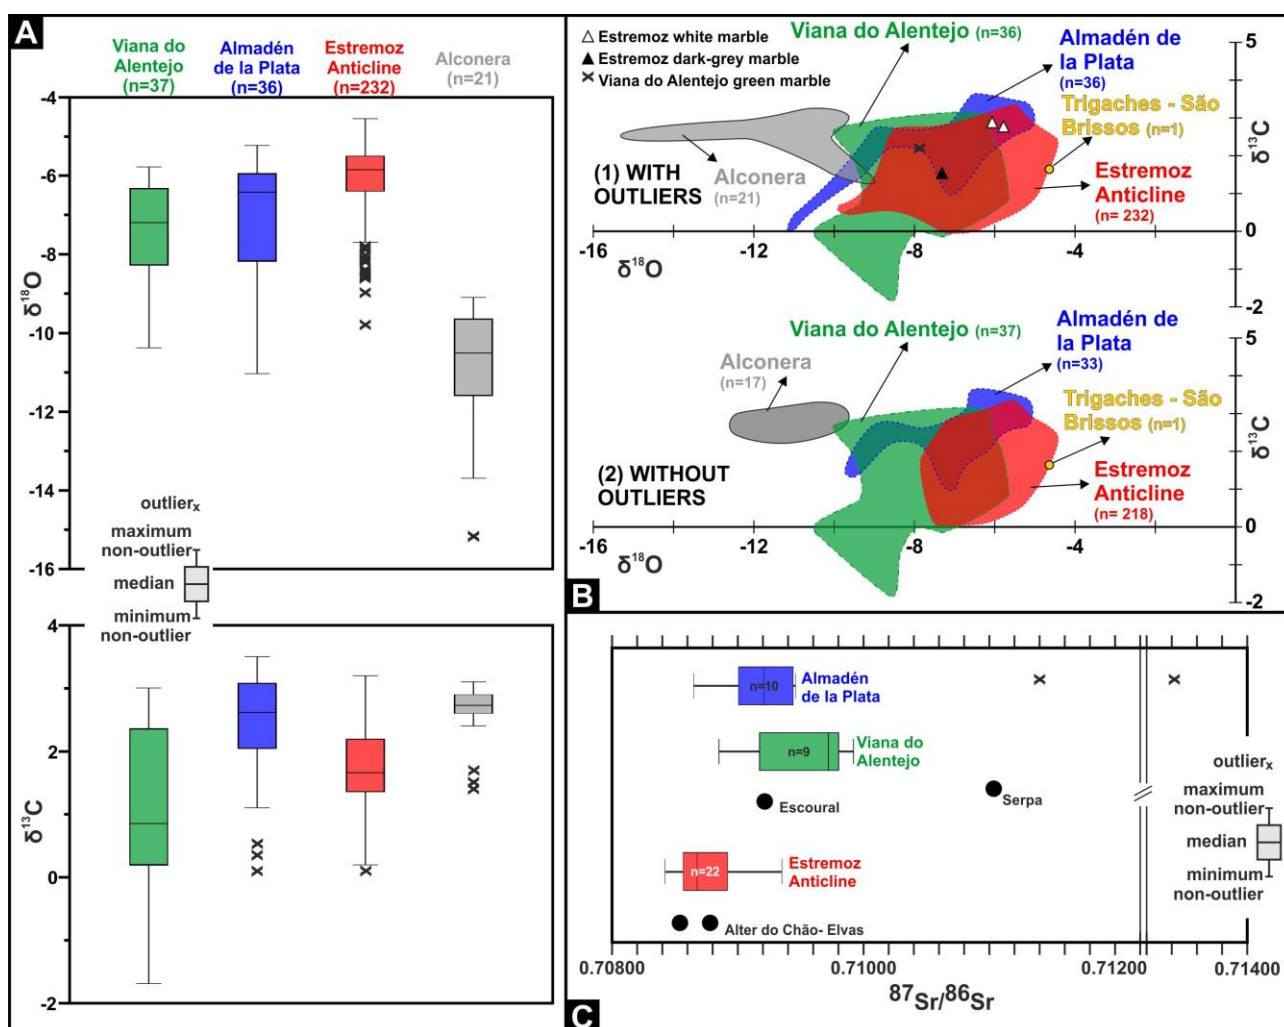 A
Viana do
Alentejo
(n=37)
Almadén
de la Plata
(n=36)
Estremoz
Anticline
(n=232)
Alconera
(n=21)
-4
-6
-8
-10
-12
-14
-16
δ18O
x
x
x
x
outlierx
maximum
non-outlier
median
minimum
non-outlier
4
2
0
-2
δ13C
x
x
x
x
x
x
x
△ Estremoz white marble
▲ Estremoz dark-grey marble
x Viana do Alentejo green marble
Viana do Alentejo (n=36)
Almadén de
la Plata
(n=36)
Trigaches - São
Brissos (n=1)
Estremoz
Anticline
(n= 232)
Alconera
(n=21)
(1) WITH
OUTLIERS
5
δ13C
0
-2
-16
-12
-8
-4
δ18O
Viana do Alentejo (n=37)
Almadén de
la Plata
(n=33)
Alconera
(n=17)
Trigaches - São
Brissos (n=1)
Estremoz
Anticline
(n= 218)
(2) WITHOUT
OUTLIERS
5
δ13C
0
-2
-16
-12
-8
-4
δ18O
B
n=10
Almadén
de la Plata
x
x
n=9
Viana do
Alentejo
Escoural
Serpa
n=22
Estremoz
Anticline
Alter do Chão- Elvas
outlierx
maximum
non-outlier
median
minimum
non-outlier
0.70800
0.71000
0.71200
0.71400
87Sr/86Sr
C